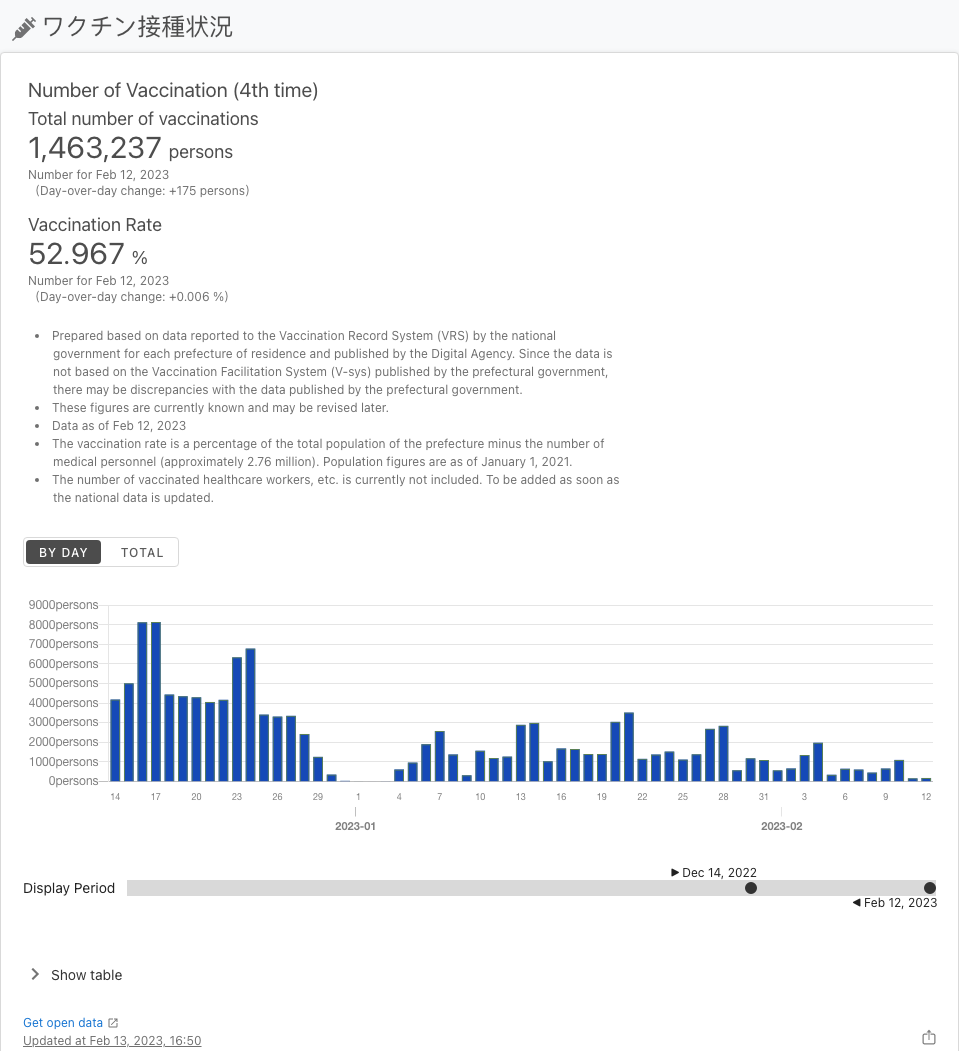 ワクチン接種状況
Number of Vaccination (4th time)
Total number of vaccinations
1,463,237 persons
Number for Feb 12, 2023
(Day-over-day change: +175 persons)
Vaccination Rate
52.967 %
Number for Feb 12, 2023
(Day-over-day change: +0.006 %)
• Prepared based on data reported to the Vaccination Record System (VRS) by the national
government for each prefecture of residence and published by the Digital Agency. Since the data is
not based on the Vaccination Facilitation System (V-sys) published by the prefectural government,
there may be discrepancies with the data published by the prefectural government.
• These figures are currently known and may be revised later.
• Data as of Feb 12, 2023
• The vaccination rate is a percentage of the total population of the prefecture minus the number of
medical personnel (approximately 2.76 million). Population figures are as of January 1, 2021.
• The number of vaccinated healthcare workers, etc. is currently not included. To be added as soon as
the national data is updated.
BY DAY TOTAL
9000persons
8000persons
7000persons
6000persons
5000persons
4000persons
3000persons
2000persons
1000persons
0persons
14 17 20 23 26 29 1 4 7 10 13 16 19 22 25 28 31 3 6 9 12
2023-01 2023-02
Dec 14, 2022
Display Period
Feb 12, 2023
Show table
Get open data
Updated at Feb 13, 2023, 16:50